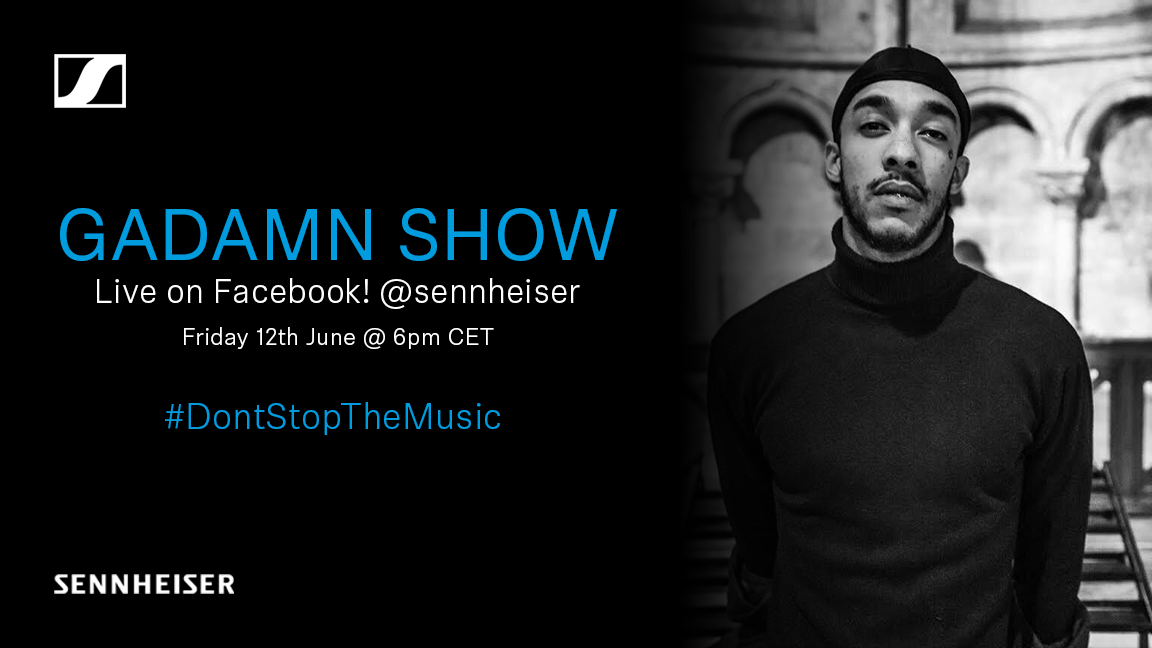 GADAMN SHOW
Live on Facebook! @sennheiser
Friday 12th June @ 6pm CET
#DontStopTheMusic
SENNHEISER